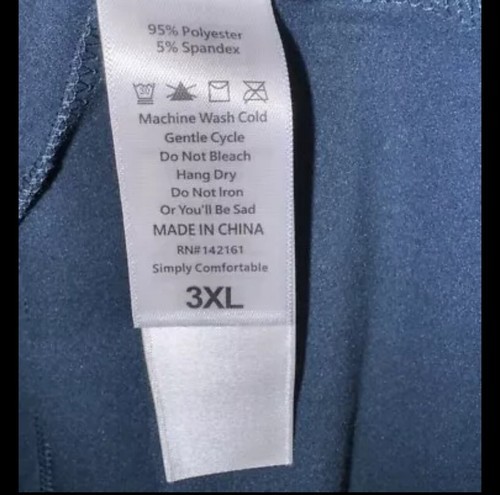 95% Polyester
5% Spandex
30
Machine Wash Cold
Gentle Cycle
Do Not Bleach
Hang Dry
Do Not Iron
Or You'll Be Sad
MADE IN CHINA
RN#142161
Simply Comfortable
3XL